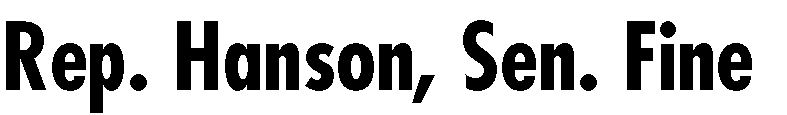 Rep. Hanson, Sen. Fine